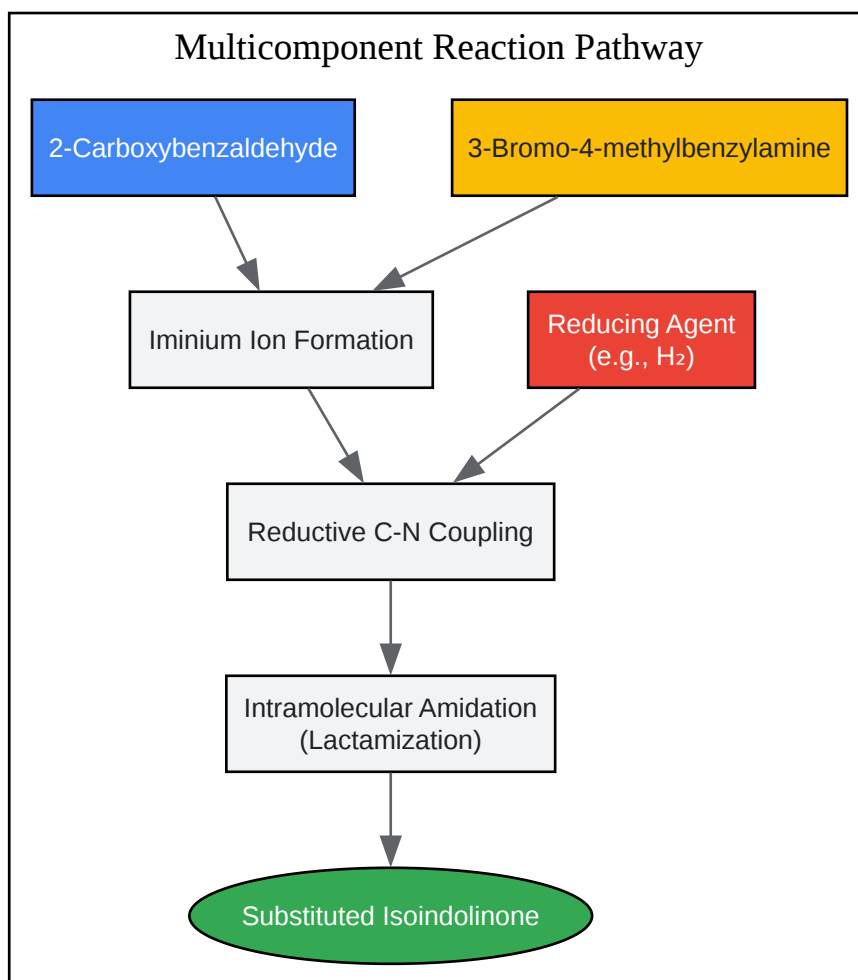 Multicomponent Reaction Pathway
2-Carboxybenzaldehyde
3-Bromo-4-methylbenzylamine
Iminium Ion Formation
Reducing Agent
(e.g., H₂)
Reductive C-N Coupling
Intramolecular Amidation
(Lactamization)
Substituted Isoindolinone